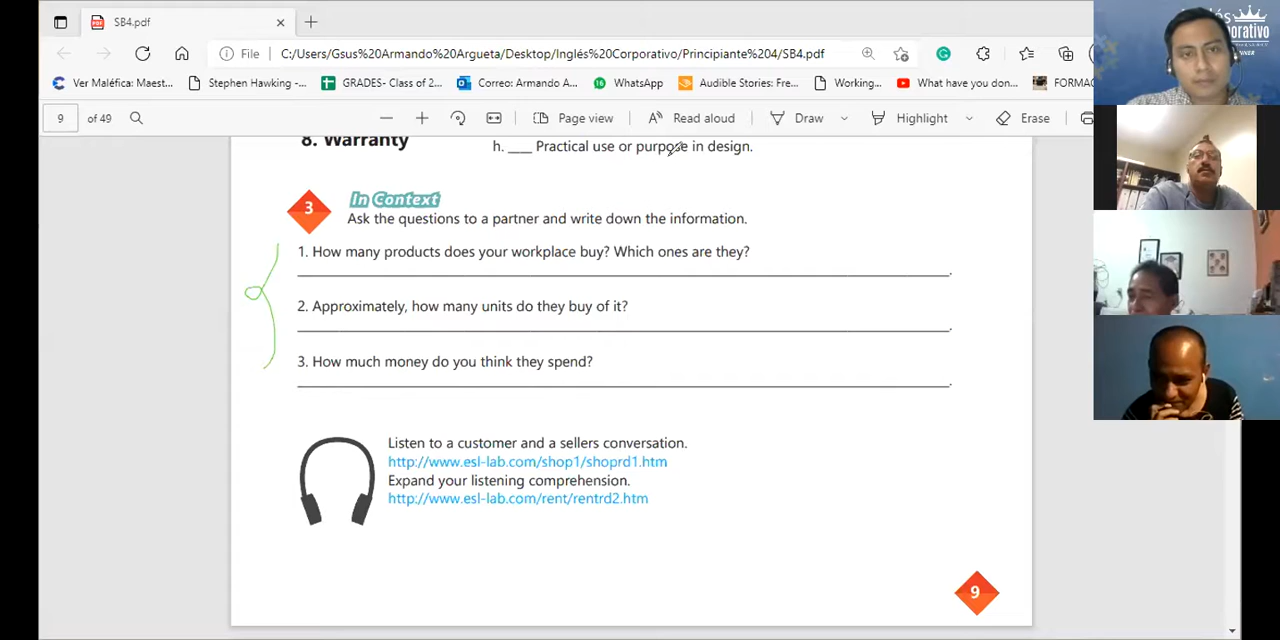 SB4.pdf
File C:/Users/Gsus%20Armando%20Argueta/Desktop/Inglés%20Corporativo/Principiante%204/SB4.pdf
Ver Maléfica: Maest... Stephen Hawking -... GRADES- Class of 2... Correo: Armando A... WhatsApp Audible Stories: Fre... Working... What have you don... FORMAC
9 of 49 Page view Read aloud Draw Highlight Erase
8. Warranty
h. ____ Practical use or purpose in design.
3
In Context
Ask the questions to a partner and write down the information.
1. How many products does your workplace buy? Which ones are they?
2. Approximately, how many units do they buy of it?
3. How much money do you think they spend?
Listen to a customer and a sellers conversation.
http://www.esl-lab.com/shop1/shoprd1.htm
Expand your listening comprehension.
http://www.esl-lab.com/rent/rentrd2.htm
9